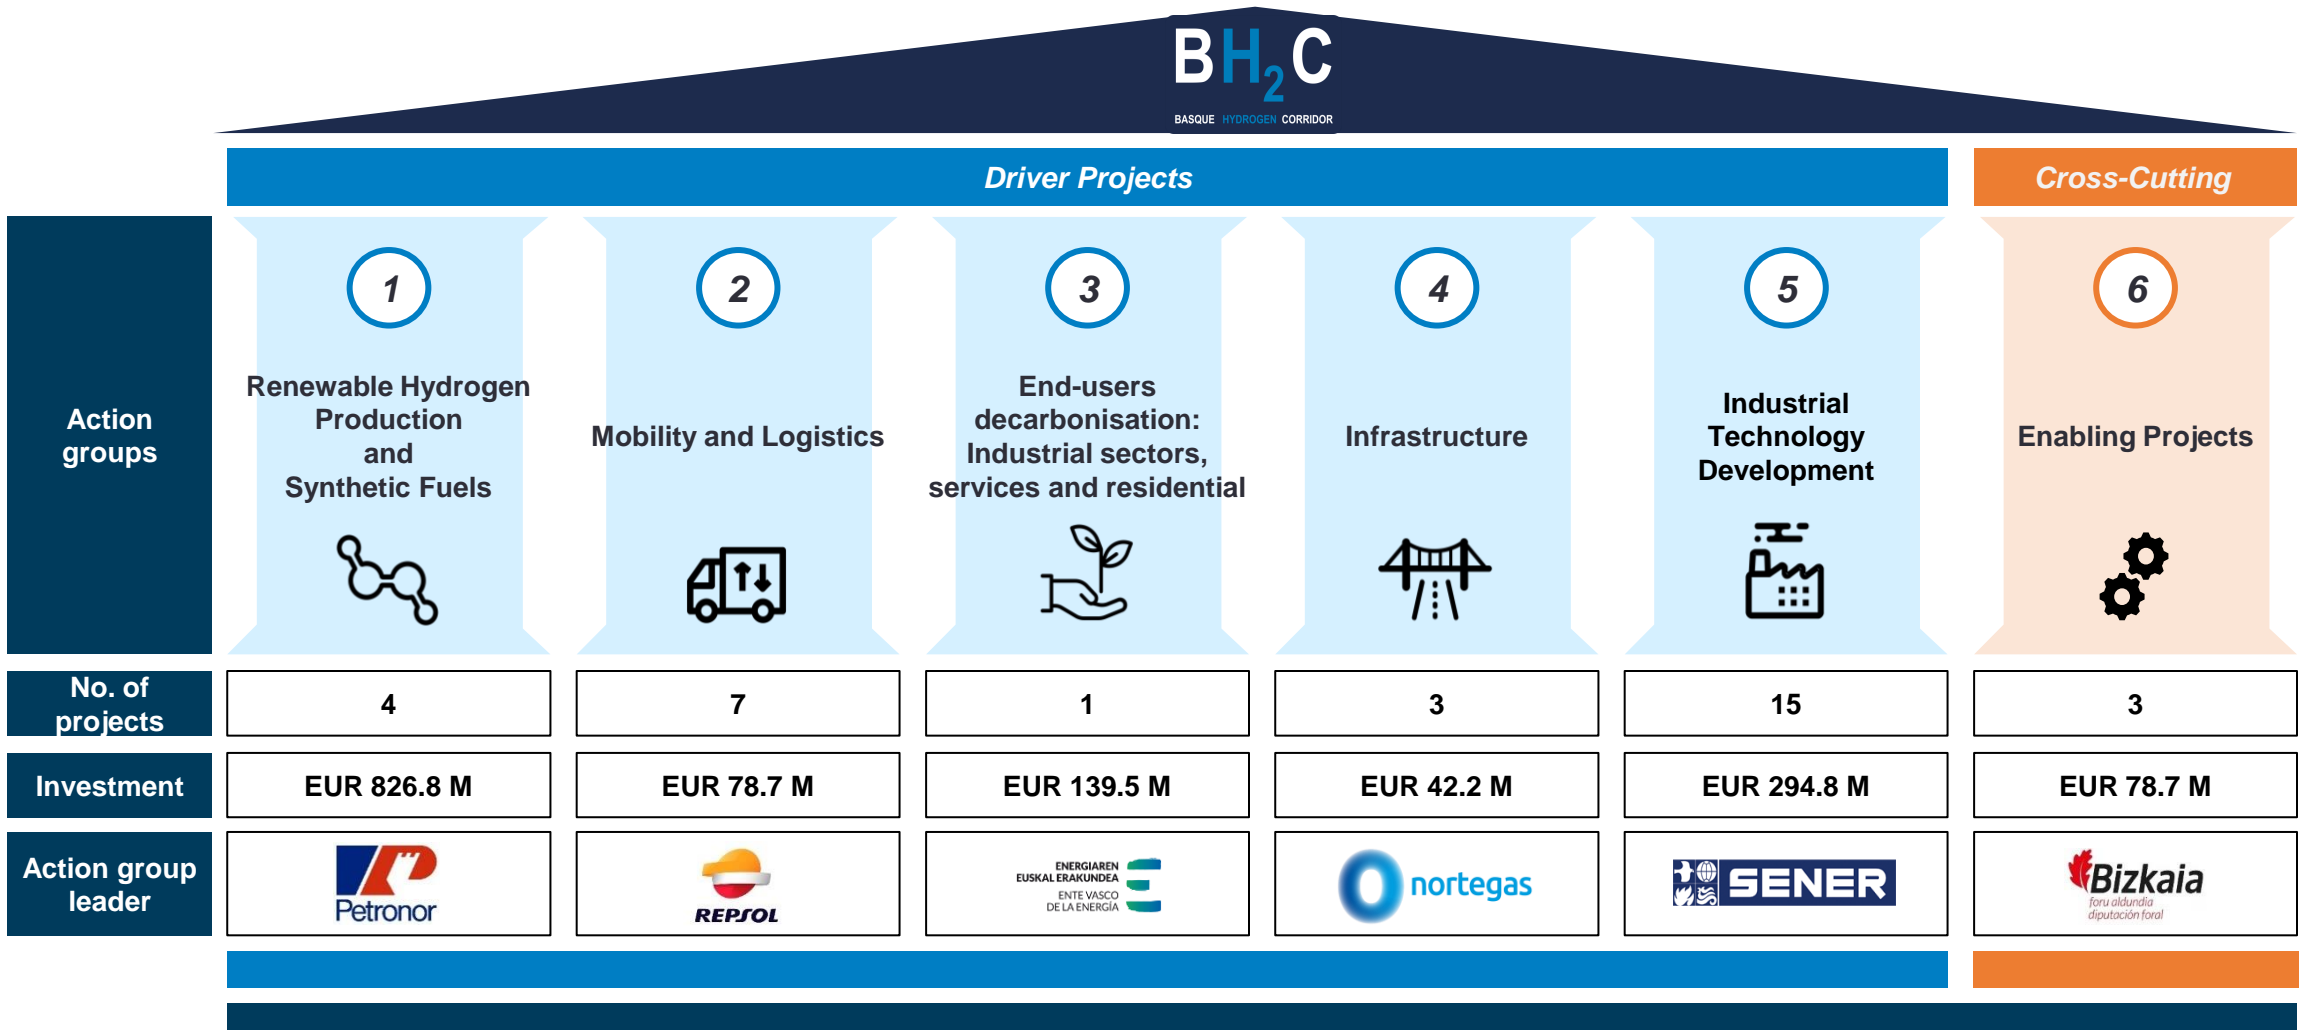 BH2C
BASQUE HYDROGEN CORRIDOR
Driver Projects
Cross-Cutting
Action
groups
1
Renewable Hydrogen
Production
and
Synthetic Fuels
2
Mobility and Logistics
3
End-users
decarbonisation:
Industrial sectors,
services and residential
4
Infrastructure
5
Industrial
Technology
Development
6
Enabling Projects
No. of
projects
4
7
1
3
15
3
Investment
EUR 826.8 M
EUR 78.7 M
EUR 139.5 M
EUR 42.2 M
EUR 294.8 M
EUR 78.7 M
Action group
leader
Petronor
REPSOL
ENERGIAREN
EUSKAL ERAKUNDEA
ENTE VASCO
DE LA ENERGÍA
nortegas
SENER
Bizkaia
foru aldundia
diputación foral